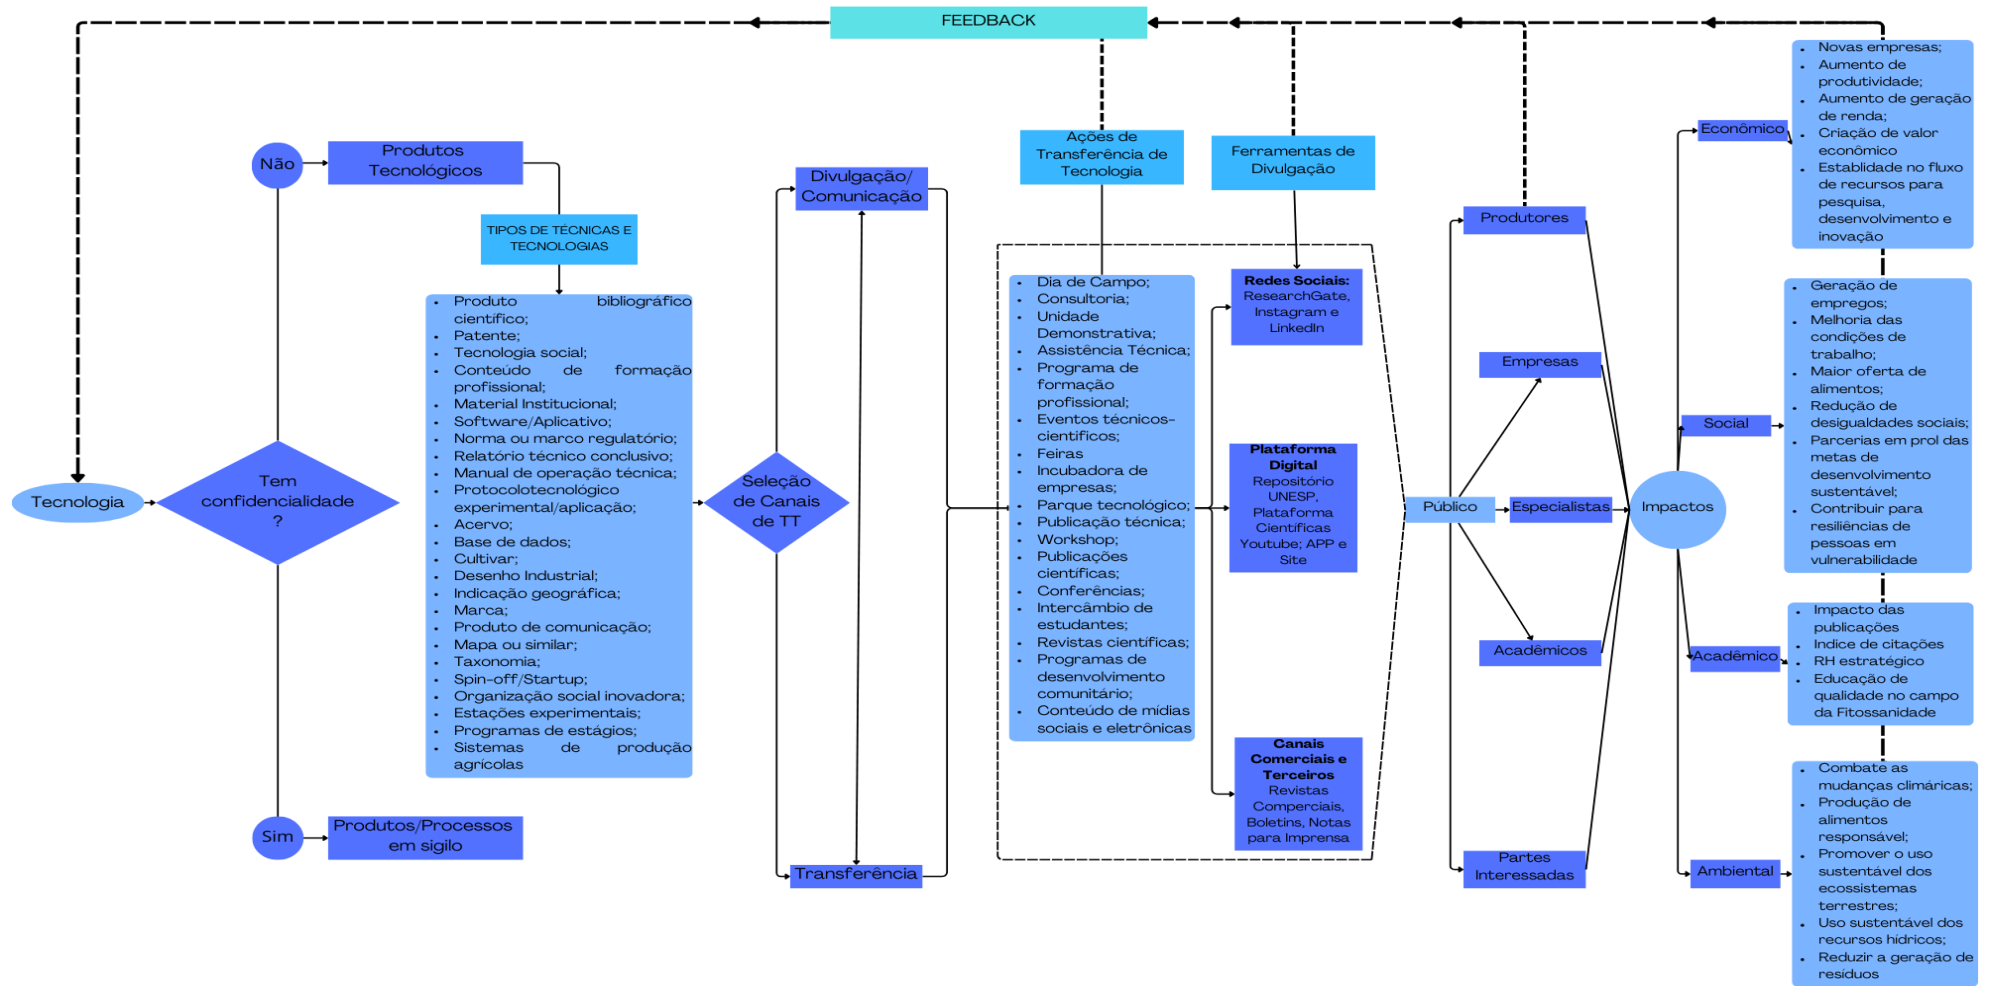 FEEDBACK
Tecnologia
Tem
confidencialidade
?
Não
Produtos
Tecnológicos
TIPOS DE TÉCNICAS E
TECNOLOGIAS
• Produto bibliográfico
científico;
• Patente;
• Tecnologia social;
• Conteúdo de formação
profissional;
• Material Institucional;
• Software/Aplicativo;
• Norma ou marco regulatório;
• Relatório técnico conclusivo;
• Manual de operação técnica;
• Protocolotecnológico
experimental/aplicação;
• Acervo;
• Base de dados;
• Cultivar;
• Desenho Industrial;
• Indicação geográfica;
• Marca;
• Produto de comunicação;
• Mapa ou similar;
• Taxonomia;
• Spin-off/Startup;
• Organização social inovadora;
• Estações experimentais;
• Programas de estágios;
• Sistemas de produção
agrícolas
Sim
Produtos/Processos
em sigilo
Seleção
de Canais
de TT
Divulgação/
Comunicação
Transferência
Ações de
Transferência de
Tecnologia
• Dia de Campo;
• Consultoria;
• Unidade
Demonstrativa;
• Assistência Técnica;
• Programa de
formação
profissional;
• Eventos técnicos-
cientificos;
• Feiras
• Incubadora de
empresas;
• Parque tecnológico;
• Publicação técnica;
• Workshop;
• Publicações
científicas;
• Conferências;
• Intercâmbio de
estudantes;
• Revistas científicas;
• Programas de
desenvolvimento
comunitário;
• Conteúdo de mídias
sociais e eletrônicas
Ferramentas de
Divulgação
Redes Sociais:
ResearchGate,
Instagram e
LinkedIn
Plataforma
Digital
Repositório
UNESP,
Plataforma
Científicas
Youtube; APP e
Site
Canais
Comerciais e
Terceiros
Revistas
Comperciais,
Boletins, Notas
para Imprensa
Público
Produtores
Empresas
Especialistas
Acadêmicos
Partes
Interessadas
Impactos
Econômico
• Novas empresas;
• Aumento de
produtividade;
• Aumento de geração
de renda;
• Criação de valor
econômico
• Establidade no fluxo
de recursos para
pesquisa,
desenvolvimento e
inovação
Social
• Geração de
empregos;
• Melhoria das
condições de
trabalho;
• Maior oferta de
alimentos;
• Redução de
desigualdades sociais;
• Parcerias em prol das
metas de
desenvolvimento
sustentável;
• Contribuir para
resiliências de
pessoas em
vulnerabilidade
Acadêmico
• Impacto das
publicações
• Indice de citações
• RH estratégico
• Educação de
qualidade no campo
da Fitossanidade
Ambiental
• Combate as
mudanças climáricas;
• Produção de
alimentos
responsável;
• Promover o uso
sustentável dos
ecossistemas
terrestres;
• Uso sustentável dos
recursos hídricos;
• Reduzir a geração de
resíduos